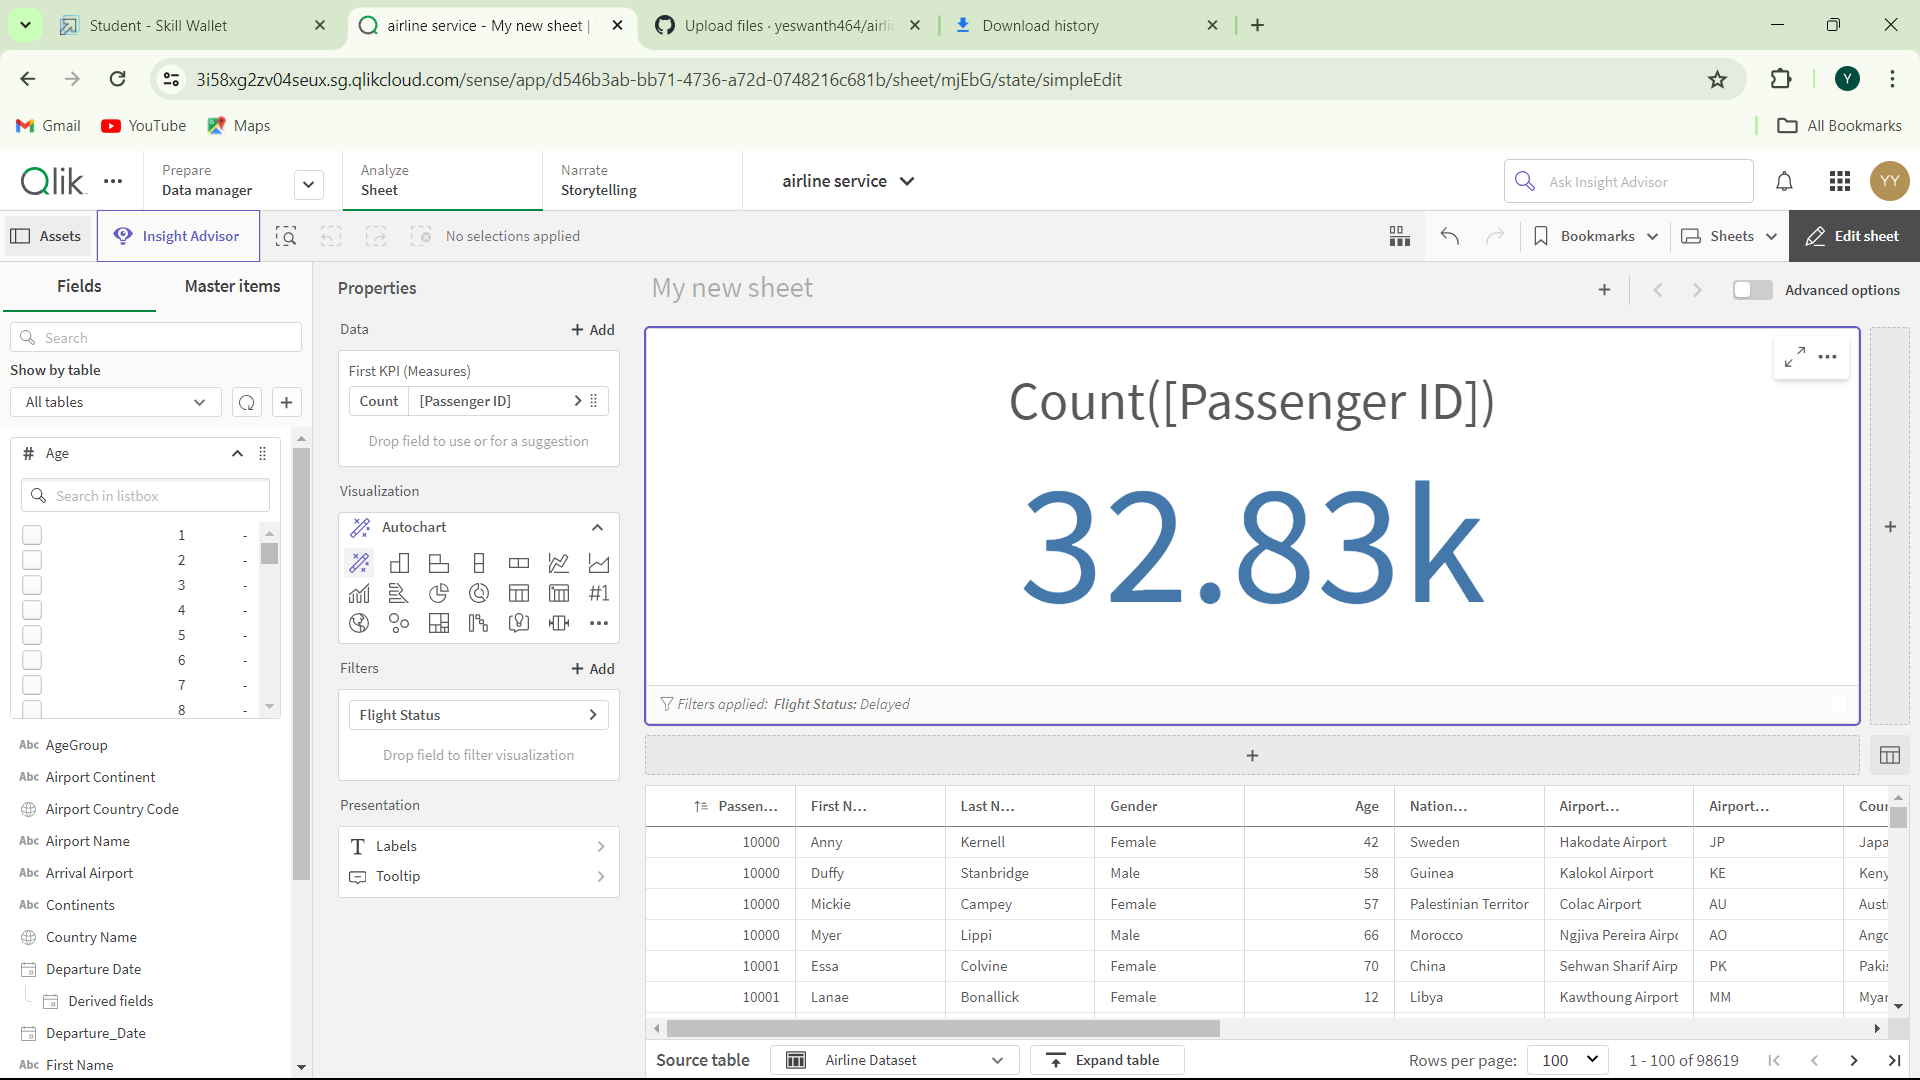 Student - Skill Wallet
airline service - My new sheet |
Upload files · yeswanth464/airli
Download history
3i58xg2zv04seux.sg.qlikcloud.com/sense/app/d546b3ab-bb71-4736-a72d-0748216c681b/sheet/mjEbG/state/simpleEdit
Y
Gmail
YouTube
Maps
All Bookmarks
Qlik
Prepare
Data manager
Analyze
Sheet
Narrate
Storytelling
airline service
Ask Insight Advisor
YY
Assets
Insight Advisor
No selections applied
Bookmarks
Sheets
Edit sheet
Fields
Master items
Search
Show by table
All tables
# Age
Search in listbox
1 -
2 -
3 -
4 -
5 -
6 -
7 -
8 -
Abc AgeGroup
Abc Airport Continent
Airport Country Code
Abc Airport Name
Abc Arrival Airport
Abc Continents
Country Name
Departure Date
Derived fields
Departure_Date
Abc First Name
Properties
Data
+ Add
First KPI (Measures)
Count [Passenger ID]
Drop field to use or for a suggestion
Visualization
Autochart
#1
Filters
+ Add
Flight Status
Drop field to filter visualization
Presentation
Labels
Tooltip
My new sheet
Advanced options
Count([Passenger ID])
32.83k
Filters applied: Flight Status: Delayed
Passen... First N... Last N... Gender Age Nation... Airport... Airport... Cour
10000 Anny Kernell Female 42 Sweden Hakodate Airport JP Japa
10000 Duffy Stanbridge Male 58 Guinea Kalokol Airport KE Keny
10000 Mickie Campey Female 57 Palestinian Territor Colac Airport AU Aust
10000 Myer Lippi Male 66 Morocco Ngjiva Pereira Airpo AO Ango
10001 Essa Colvine Female 70 China Sehwan Sharif Airp PK Pakis
10001 Lanae Bonallick Female 12 Libya Kawthoung Airport MM Myar
Source table
Airline Dataset
Expand table
Rows per page: 100
1 - 100 of 98619